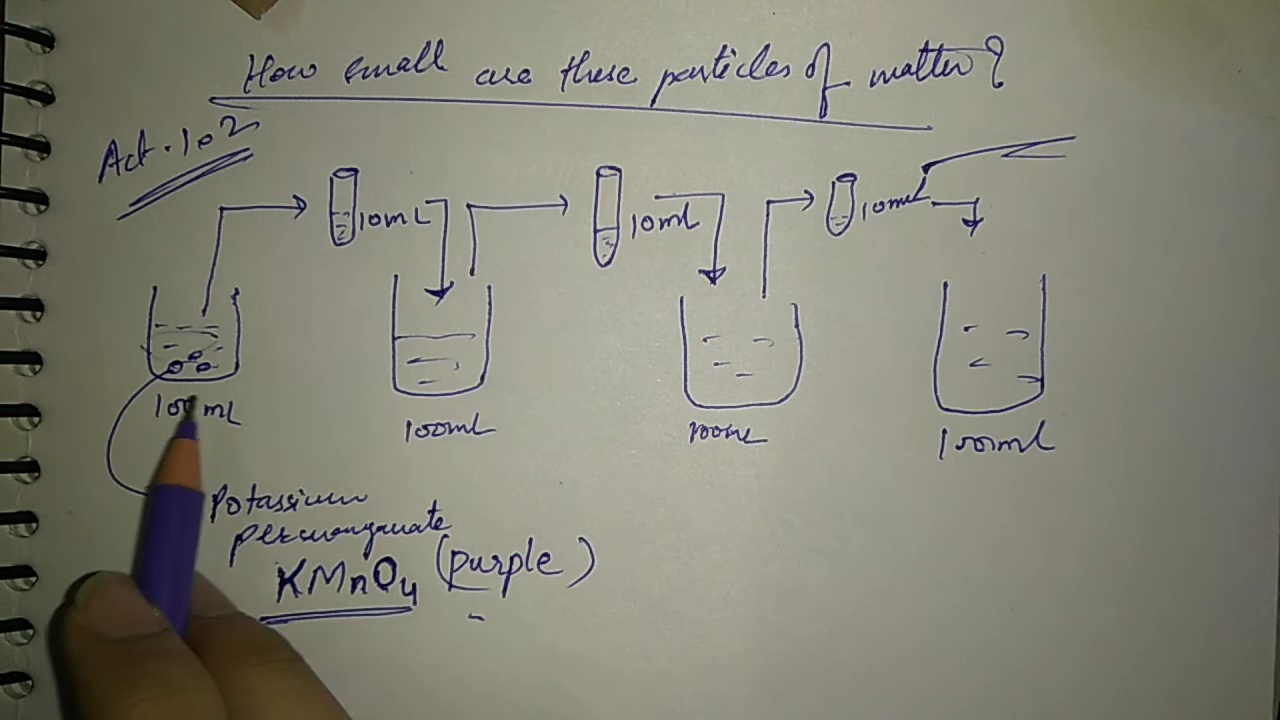 How small are these particles of matter?
Act. 1.2
10mL
10mL
10mL
100mL
100mL
100mL
100ml
Potassium
permanganate
KMnO4 (purple)